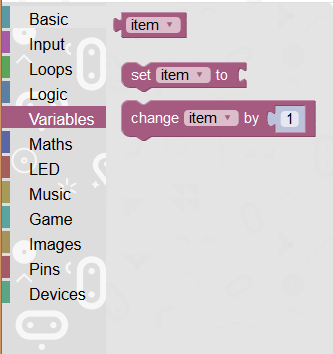 Basic
Input
Loops
Logic
Variables
Maths
LED
Music
Game
Images
Pins
Devices
item
set item to
change item by 1